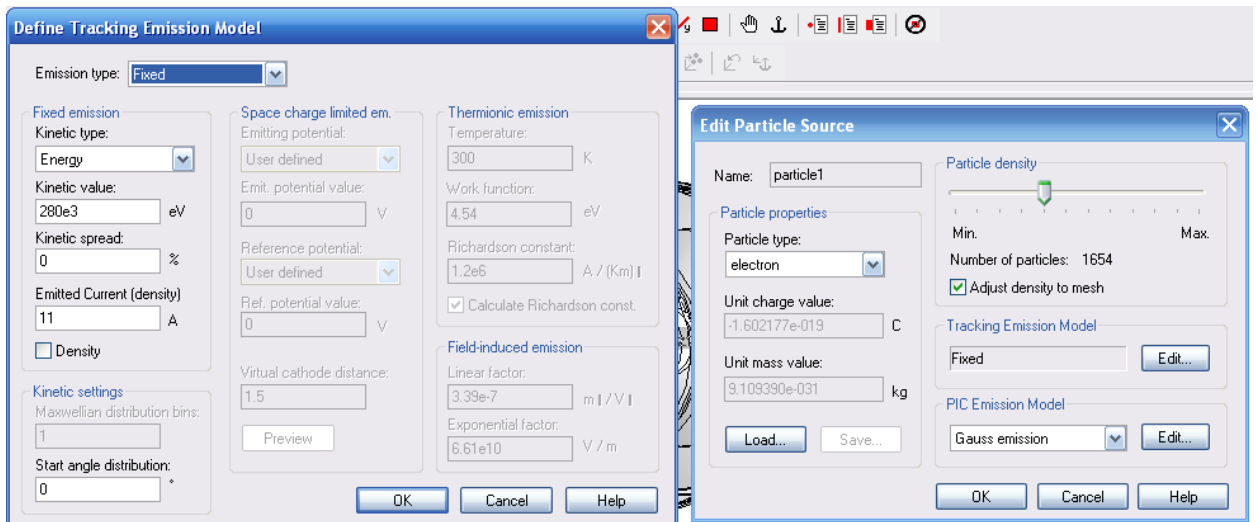 Define Tracking Emission Model
Emission type: Fixed
Fixed emission
Kinetic type:
Energy
Kinetic value:
280e3 eV
Kinetic spread:
0 %
Emitted Current (density)
11 A
Density
Kinetic settings
Maxwellian distribution bins:
1
Start angle distribution:
0 °
Space charge limited em.
Emitting potential:
User defined
Emit. potential value:
0 V
Reference potential:
User defined
Ref. potential value:
0 V
Virtual cathode distance:
1.5
Preview
Thermionic emission
Temperature:
300 K
Work function:
4.54 eV
Richardson constant:
1.2e6 A / (Km)
Calculate Richardson const.
Field-induced emission
Linear factor:
3.39e-7 m / V
Exponential factor:
6.61e10 V / m
OK Cancel Help
Edit Particle Source
Name: particle1
Particle properties
Particle type:
electron
Unit charge value:
-1.602177e-019 C
Unit mass value:
9.109390e-031 kg
Load... Save...
Particle density
Min. Max.
Number of particles: 1654
Adjust density to mesh
Tracking Emission Model
Fixed Edit...
PIC Emission Model
Gauss emission Edit...
OK Cancel Help